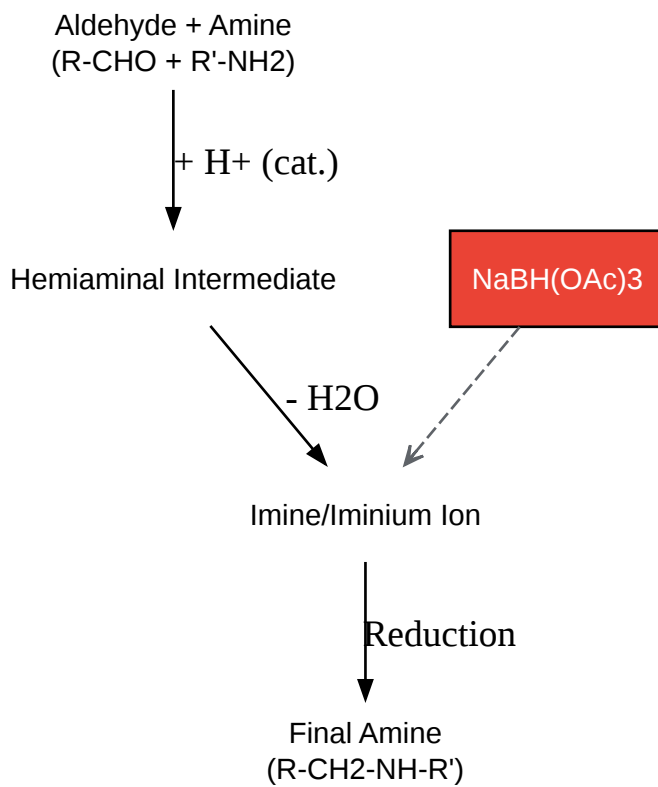 Aldehyde + Amine
(R-CHO + R'-NH2)
+ H+ (cat.)
Hemiaminal Intermediate
NaBH(OAc)3
- H2O
Imine/Iminium Ion
Reduction
Final Amine
(R-CH2-NH-R')